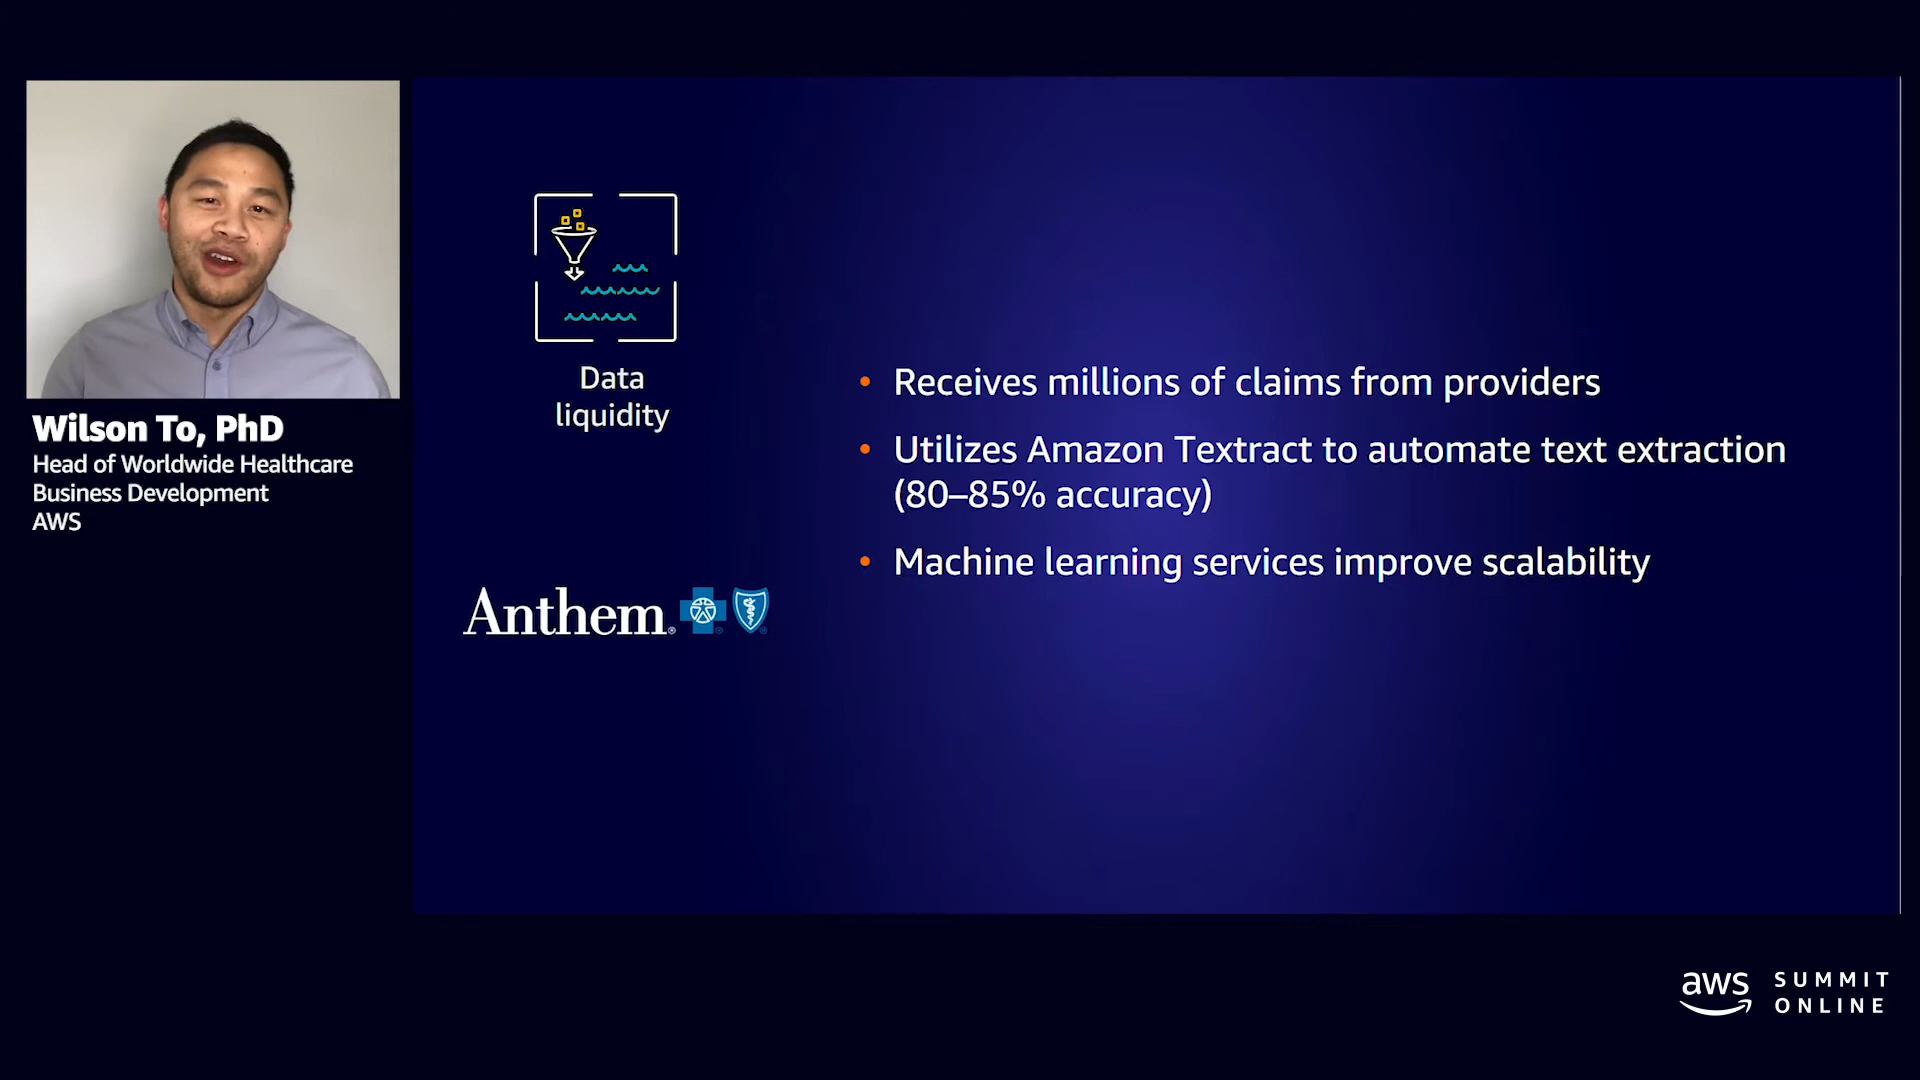 Wilson To, PhD
Head of Worldwide Healthcare
Business Development
AWS
Data
liquidity
Anthem
• Receives millions of claims from providers
• Utilizes Amazon Textract to automate text extraction
(80–85% accuracy)
• Machine learning services improve scalability
aws SUMMIT
ONLINE